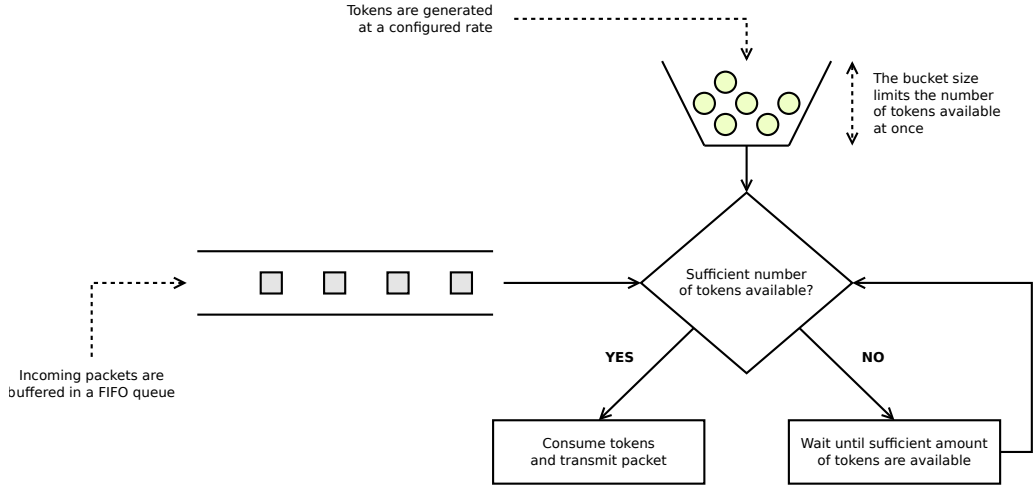 Tokens are generated
at a configured rate
The bucket size
limits the number
of tokens available
at once
Sufficient number
of tokens available?
Incoming packets are
buffered in a FIFO queue
YES
NO
Consume tokens
and transmit packet
Wait until sufficient amount
of tokens are available